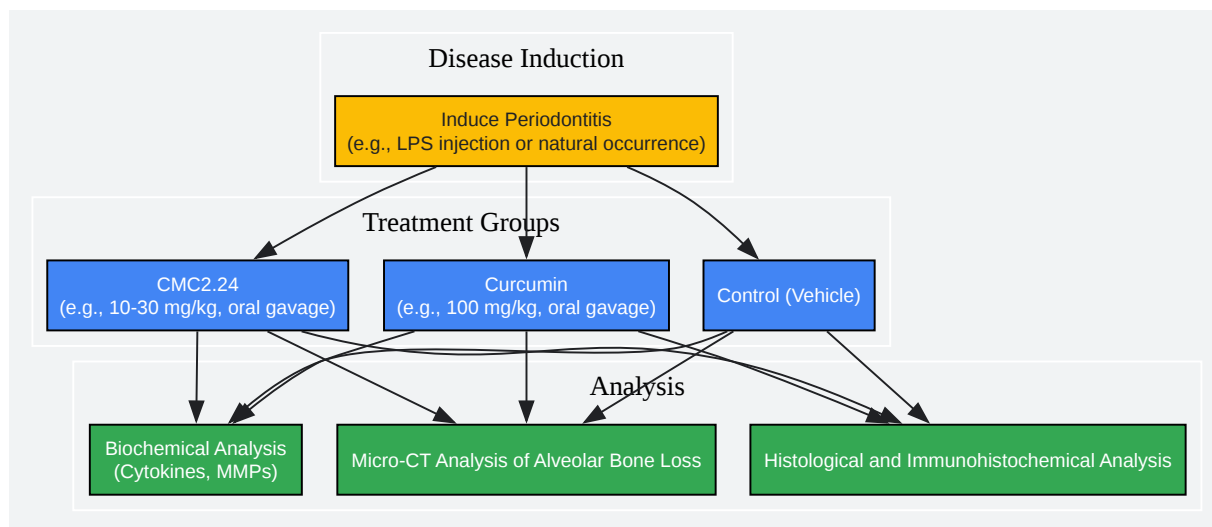 Disease Induction
Induce Periodontitis
(e.g., LPS injection or natural occurrence)
Treatment Groups
CMC2.24
(e.g., 10-30 mg/kg, oral gavage)
Curcumin
(e.g., 100 mg/kg, oral gavage)
Control (Vehicle)
Analysis
Biochemical Analysis
(Cytokines, MMPs)
Micro-CT Analysis of Alveolar Bone Loss
Histological and Immunohistochemical Analysis